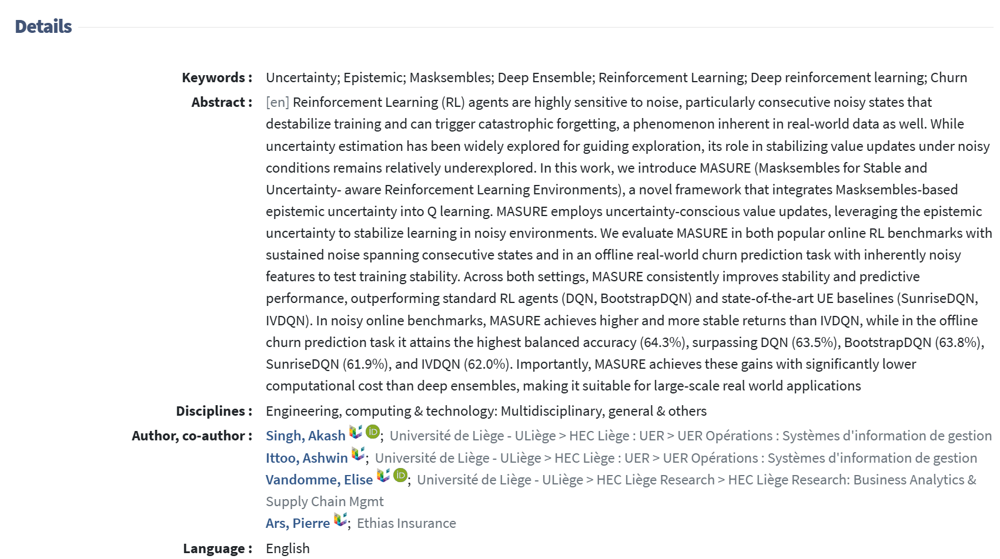 Details
Keywords : Uncertainty; Epistemic; Masksembles; Deep Ensemble; Reinforcement Learning; Deep reinforcement learning; Churn
Abstract : [en] Reinforcement Learning (RL) agents are highly sensitive to noise, particularly consecutive noisy states that
destabilize training and can trigger catastrophic forgetting, a phenomenon inherent in real-world data as well. While
uncertainty estimation has been widely explored for guiding exploration, its role in stabilizing value updates under noisy
conditions remains relatively underexplored. In this work, we introduce MASURE (Masksembles for Stable and
Uncertainty- aware Reinforcement Learning Environments), a novel framework that integrates Masksembles-based
epistemic uncertainty into Q learning. MASURE employs uncertainty-conscious value updates, leveraging the epistemic
uncertainty to stabilize learning in noisy environments. We evaluate MASURE in both popular online RL benchmarks with
sustained noise spanning consecutive states and in an offline real-world churn prediction task with inherently noisy
features to test training stability. Across both settings, MASURE consistently improves stability and predictive
performance, outperforming standard RL agents (DQN, BootstrapDQN) and state-of-the-art UE baselines (SunriseDQN,
IVDQN). In noisy online benchmarks, MASURE achieves higher and more stable returns than IVDQN, while in the offline
churn prediction task it attains the highest balanced accuracy (64.3%), surpassing DQN (63.5%), BootstrapDQN (63.8%),
SunriseDQN (61.9%), and IVDQN (62.0%). Importantly, MASURE achieves these gains with significantly lower
computational cost than deep ensembles, making it suitable for large-scale real world applications
Disciplines : Engineering, computing & technology: Multidisciplinary, general & others
Author, co-author : Singh, Akash iD; Université de Liège - ULiège > HEC Liège : UER > UER Opérations : Systèmes d'information de gestion
Ittoo, Ashwin ; Université de Liège - ULiège > HEC Liège : UER > UER Opérations : Systèmes d'information de gestion
Vandomme, Elise iD; Université de Liège - ULiège > HEC Liège Research > HEC Liège Research: Business Analytics &
Supply Chain Mgmt
Ars, Pierre ; Ethias Insurance
Language : English